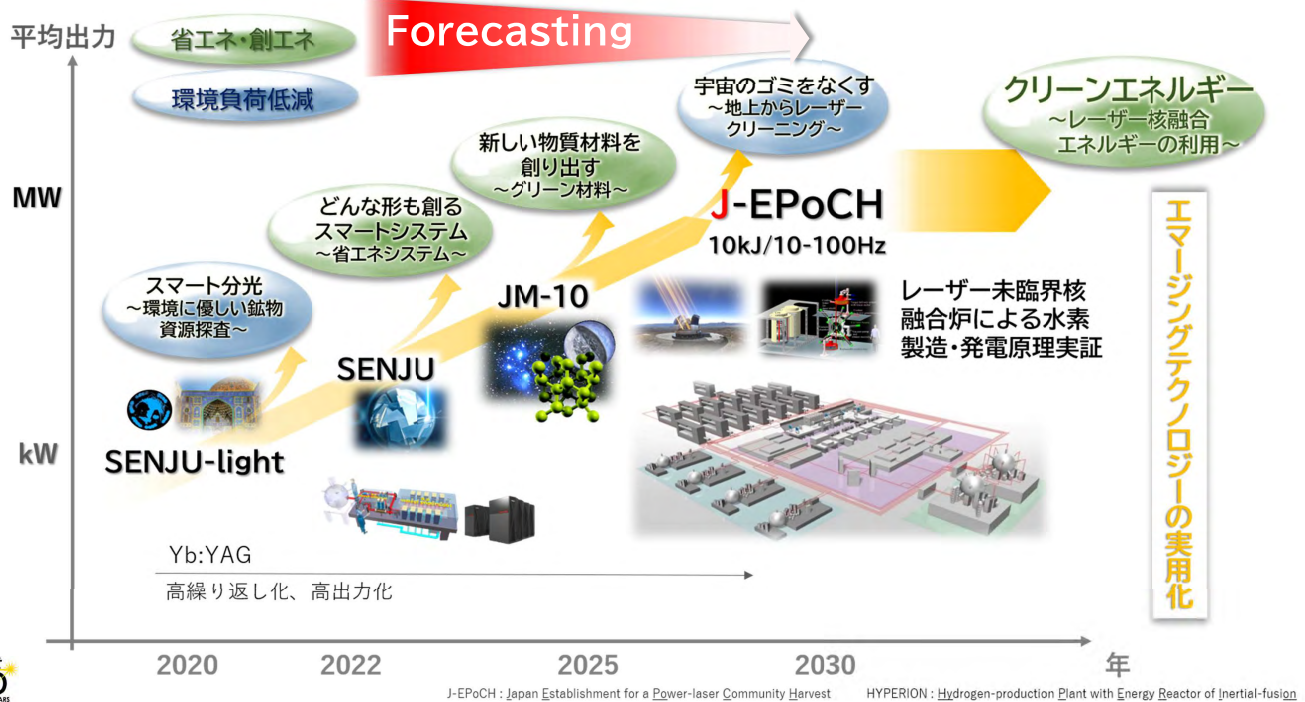 平均出力
省エネ・創エネ
環境負荷低減
Forecasting
宇宙のゴミをなくす
~地上からレーザー
クリーニング~
クリーンエネルギー
~レーザー核融合
エネルギーの利用~
新しい物質材料を
創り出す
~グリーン材料~
MW
どんな形も創る
スマートシステム
~省エネシステム~
J-EPoCH
10kJ/10-100Hz
スマート分光
~環境に優しい鉱物
資源探査~
JM-10
レーザー未臨界核
融合炉による水素
製造・発電原理実証
エマージングテクノロジーの実用化
SENJU
kW
SENJU-light
Yb:YAG
高繰り返し化、高出力化
2020
2022
2025
2030
年
J-EPoCH : Japan Establishment for a Power-laser Community Harvest
HYPERION : Hydrogen-production Plant with Energy Reactor of Inertial-fusion